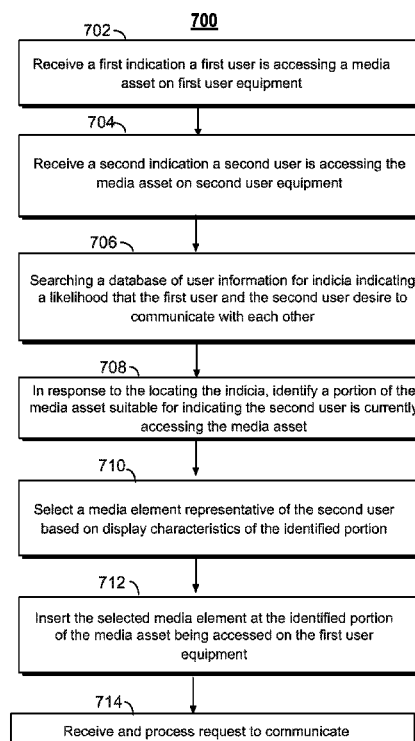 700
702
Receive a first indication a first user is accessing a media
asset on first user equipment
704
Receive a second indication a second user is accessing the
media asset on second user equipment
706
Searching a database of user information for indicia indicating
a likelihood that the first user and the second user desire to
communicate with each other
708
In response to the locating the indicia, identify a portion of the
media asset suitable for indicating the second user is currently
accessing the media asset
710
Select a media element representative of the second user
based on display characteristics of the identified portion
712
Insert the selected media element at the identified portion
of the media asset being accessed on the first user
equipment
714
Receive and process request to communicate